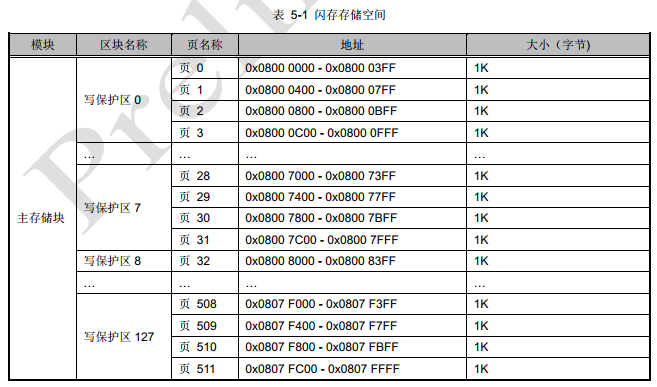 表 5-1 闪存存储空间
模块 区块名称 页名称 地址 大小（字节）
主存储块 写保护区 0 页 0 0x0800 0000 - 0x0800 03FF 1K
页 1 0x0800 0400 - 0x0800 07FF 1K
页 2 0x0800 0800 - 0x0800 0BFF 1K
页 3 0x0800 0C00 - 0x0800 0FFF 1K
… … … …
写保护区 7 页 28 0x0800 7000 - 0x0800 73FF 1K
页 29 0x0800 7400 - 0x0800 77FF 1K
页 30 0x0800 7800 - 0x0800 7BFF 1K
页 31 0x0800 7C00 - 0x0800 7FFF 1K
写保护区 8 页 32 0x0800 8000 - 0x0800 83FF 1K
… … … …
写保护区 127 页 508 0x0807 F000 - 0x0807 F3FF 1K
页 509 0x0807 F400 - 0x0807 F7FF 1K
页 510 0x0807 F800 - 0x0807 FBFF 1K
页 511 0x0807 FC00 - 0x0807 FFFF 1K